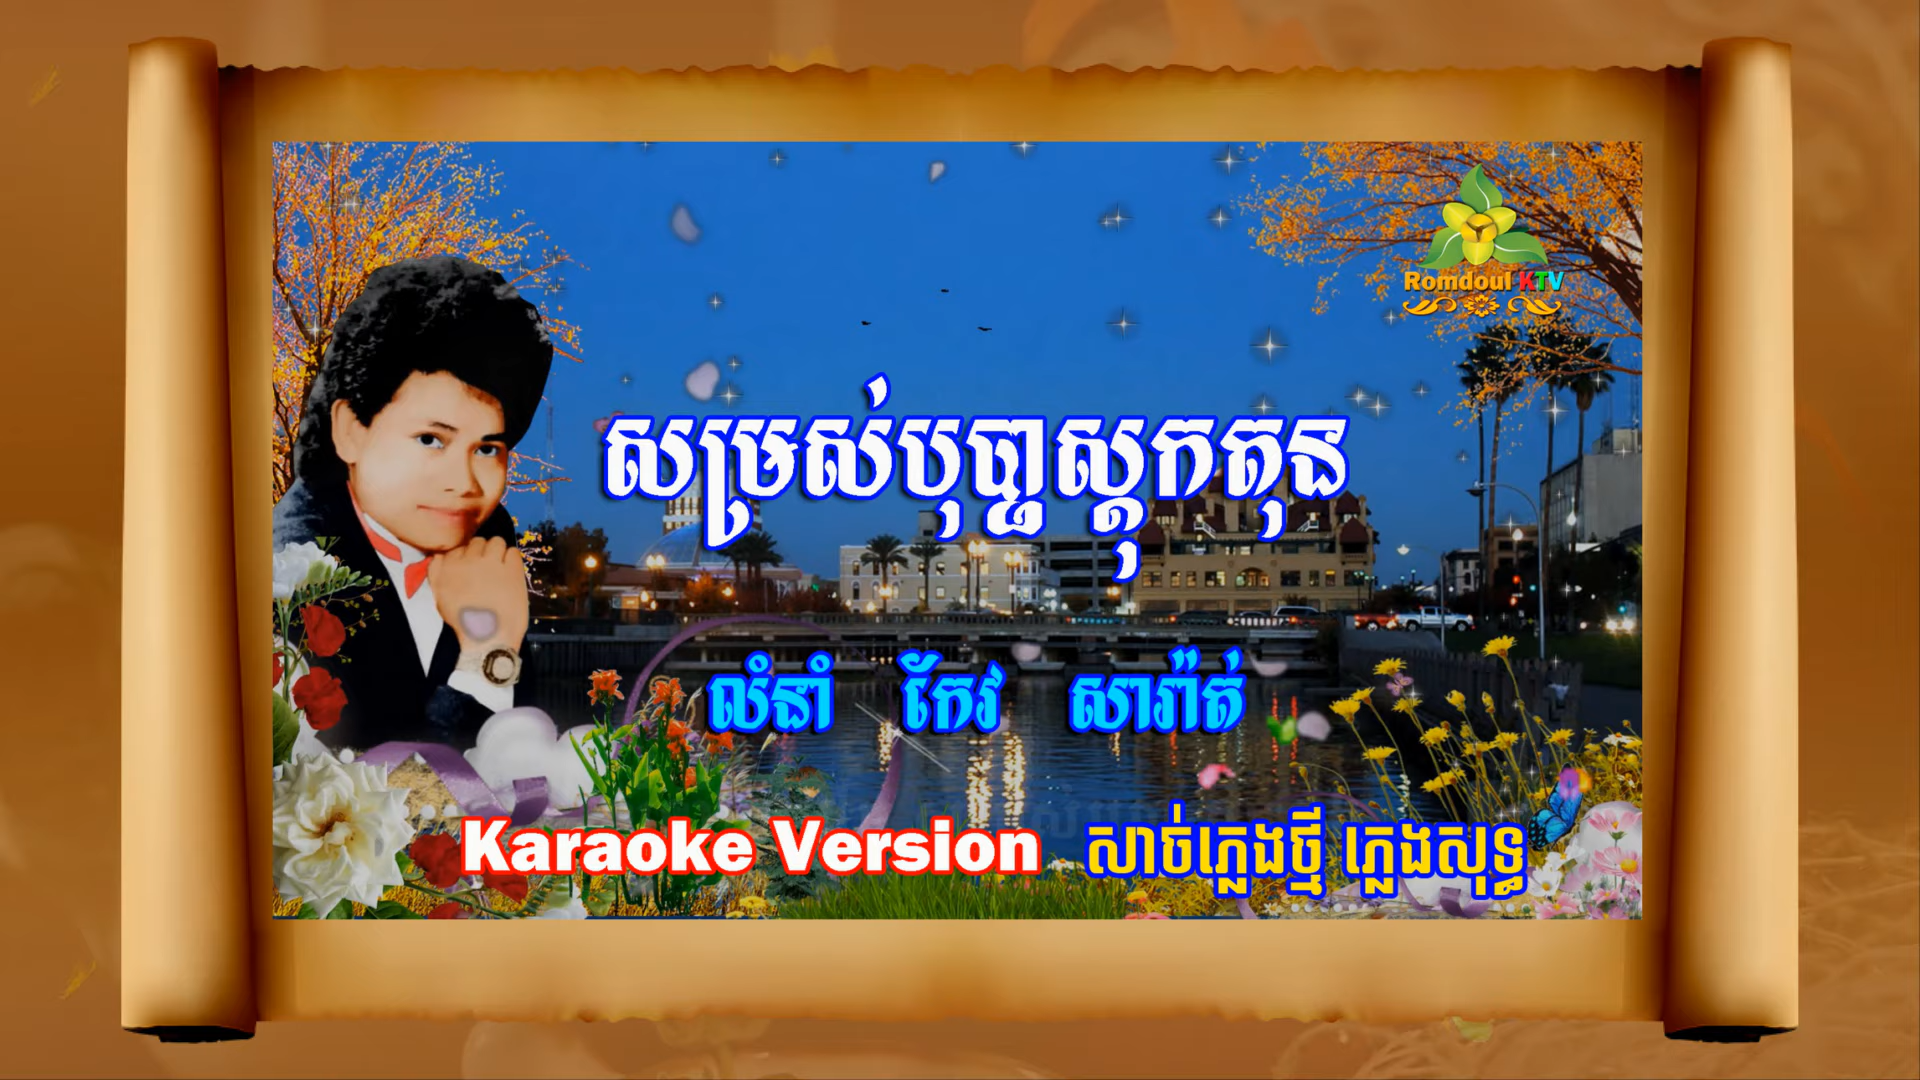 Romdoul KTV
សម្រស់បុប្ផាស្តុកតុន
លំនាំ កែវ សារ៉ាត់
Karaoke Version សាច់ភ្លេងថ្មី ភ្លេងសុទ្ធ